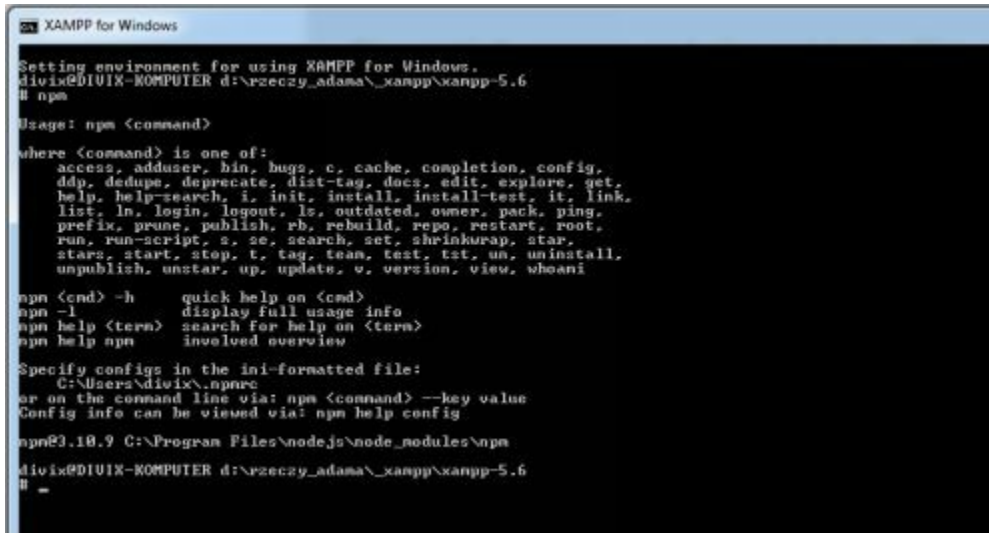 XAMPP for Windows
Setting environment for using XAMPP for Windows.
divix@DIVIX-KOMPUTER d:\rzeczy_adama\_xampp\xampp-5.6
# npm
Usage: npm <command>
where <command> is one of:
access, adduser, bin, bugs, c, cache, completion, config,
ddp, dedupe, deprecate, dist-tag, docs, edit, explore, get,
help, help-search, i, init, install, install-test, it, link,
list, ln, login, logout, ls, outdated, owner, pack, ping,
prefix, prune, publish, rb, rebuild, repo, restart, root,
run, run-script, s, se, search, set, shrinkwrap, star,
stars, start, stop, t, tag, team, test, tst, un, uninstall,
unpublish, unstar, up, update, v, version, view, whoami
npm <cmd> -h quick help on <cmd>
npm -l display full usage info
npm help <term> search for help on <term>
npm help npm involved overview
Specify configs in the ini-formatted file:
C:\Users\divix\.npmrc
or on the command line via: npm <command> --key value
Config info can be viewed via: npm help config
npm@3.10.9 C:\Program Files\nodejs\node_modules\npm
divix@DIVIX-KOMPUTER d:\rzeczy_adama\_xampp\xampp-5.6
# _